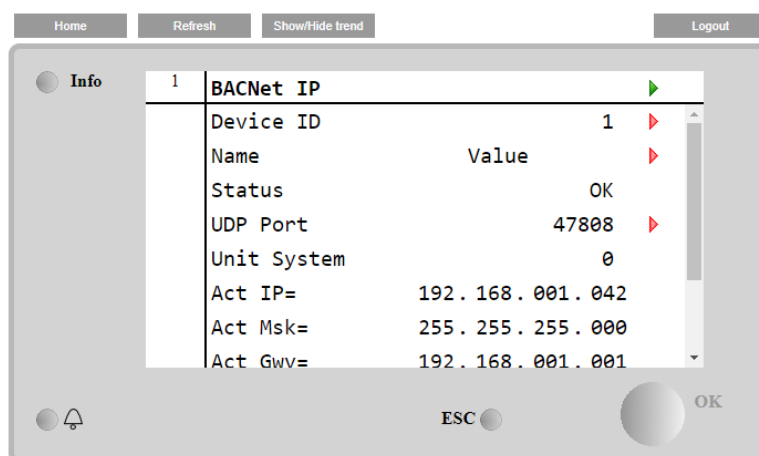 Home Refresh Show/Hide trend Logout
Info 1 BACNet IP
Device ID 1
Name Value
Status OK
UDP Port 47808
Unit System 0
Act IP= 192.168.001.042
Act Msk= 255.255.255.000
Act Gwy= 192.168.001.001
ESC OK